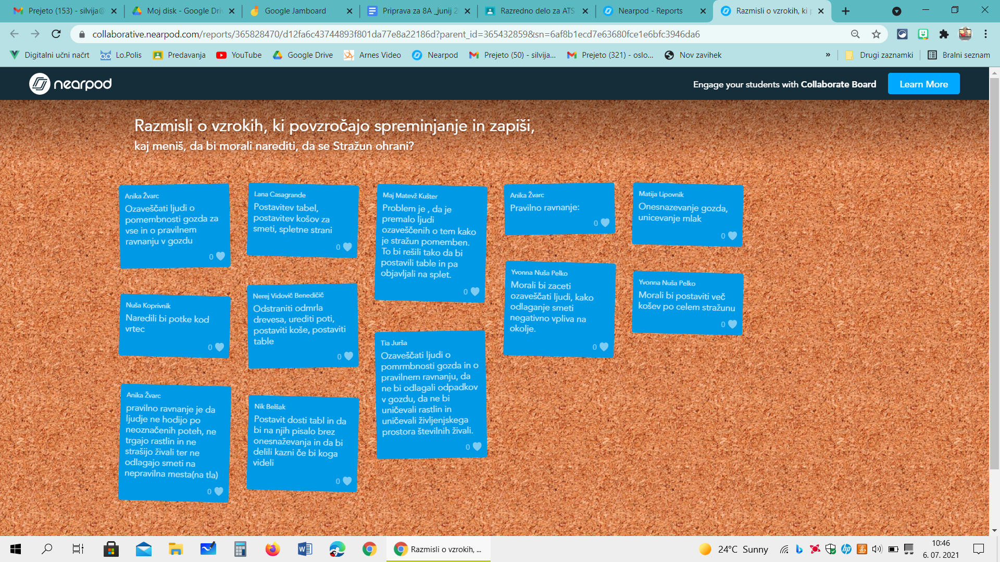 Prejeto (153) - silvija@
Moj disk - Google Driv
Google Jamboard
Priprava za 8A _junij 2
Razredno delo za ATS
Nearpod - Reports
Razmisli o vzrokih, ki p
collaborative.nearpod.com/reports/365828470/d12fa6c43744893f801da77e8a22186d?parent_id=365432859&sn=6af8b1ecd7e63680fce1e6bfc3946da6
Digitalni učni načrt
Lo.Polis
Predavanja
YouTube
Google Drive
Arnes Video
Nearpod
Prejeto (50) - silvija...
Prejeto (321) - oslo...
Nov zavihek
»
Drugi zaznamki
Bralni seznam
nearpod
Engage your students with Collaborate Board
Learn More
Razmisli o vzrokih, ki povzročajo spreminjanje in zapiši,
kaj meniš, da bi morali narediti, da se Stražun ohrani?
Anika Žvarc
Ozaveščati ljudi o
pomembnosti gozda za
vse in o pravilnem
ravnanju v gozdu
0
Lana Casagrande
Postavitev tabel,
postavitev košov za
smeti, spletne strani
0
Maj Matevž Kušter
Problem je , da je
premalo ljudi
ozaveščenih o tem kako
je stražun pomemben.
To bi rešili tako da bi
postavili table in pa
objavljali na splet.
0
Anika Žvarc
Pravilno ravnanje:
0
Matija Lipovnik
Onesnazevanje gozda,
unicevanje mlak
0
Nuša Koprivnik
Naredili bi potke kod
vrtec
0
Nerej Vidovič Benedičič
Odstraniti odmrla
drevesa, urediti poti,
postaviti koše, postaviti
table
0
Tia Jurša
Ozaveščati ljudi o
pomrmbnosti gozda in o
pravilnem ravnanju, da
ne bi odlagali odpadkov
v gozdu, da ne bi
uničevali rastlin in
uničevali življenjskega
prostora številnih živali.
0
Yvonna Nuša Pelko
Morali bi zaceti
ozaveščati ljudi, kako
odlaganje smeti
negativno vpliva na
okolje.
0
Yvonna Nuša Pelko
Morali bi postaviti več
košev po celem stražunu
0
Anika Žvarc
pravilno ravnanje je da
ljudje ne hodijo po
neoznačenih poteh, ne
trgajo rastlin in ne
strašijo živali ter ne
odlagajo smeti na
nepravilna mesta(na tla)
0
Nik Belšak
Postavit dosti tabl in da
bi na njih pisalo brez
onesnaževanja in da bi
delili kazni če bi koga
videli
0
Razmisli o vzrokih, ...
24°C Sunny
10:46
6. 07. 2021